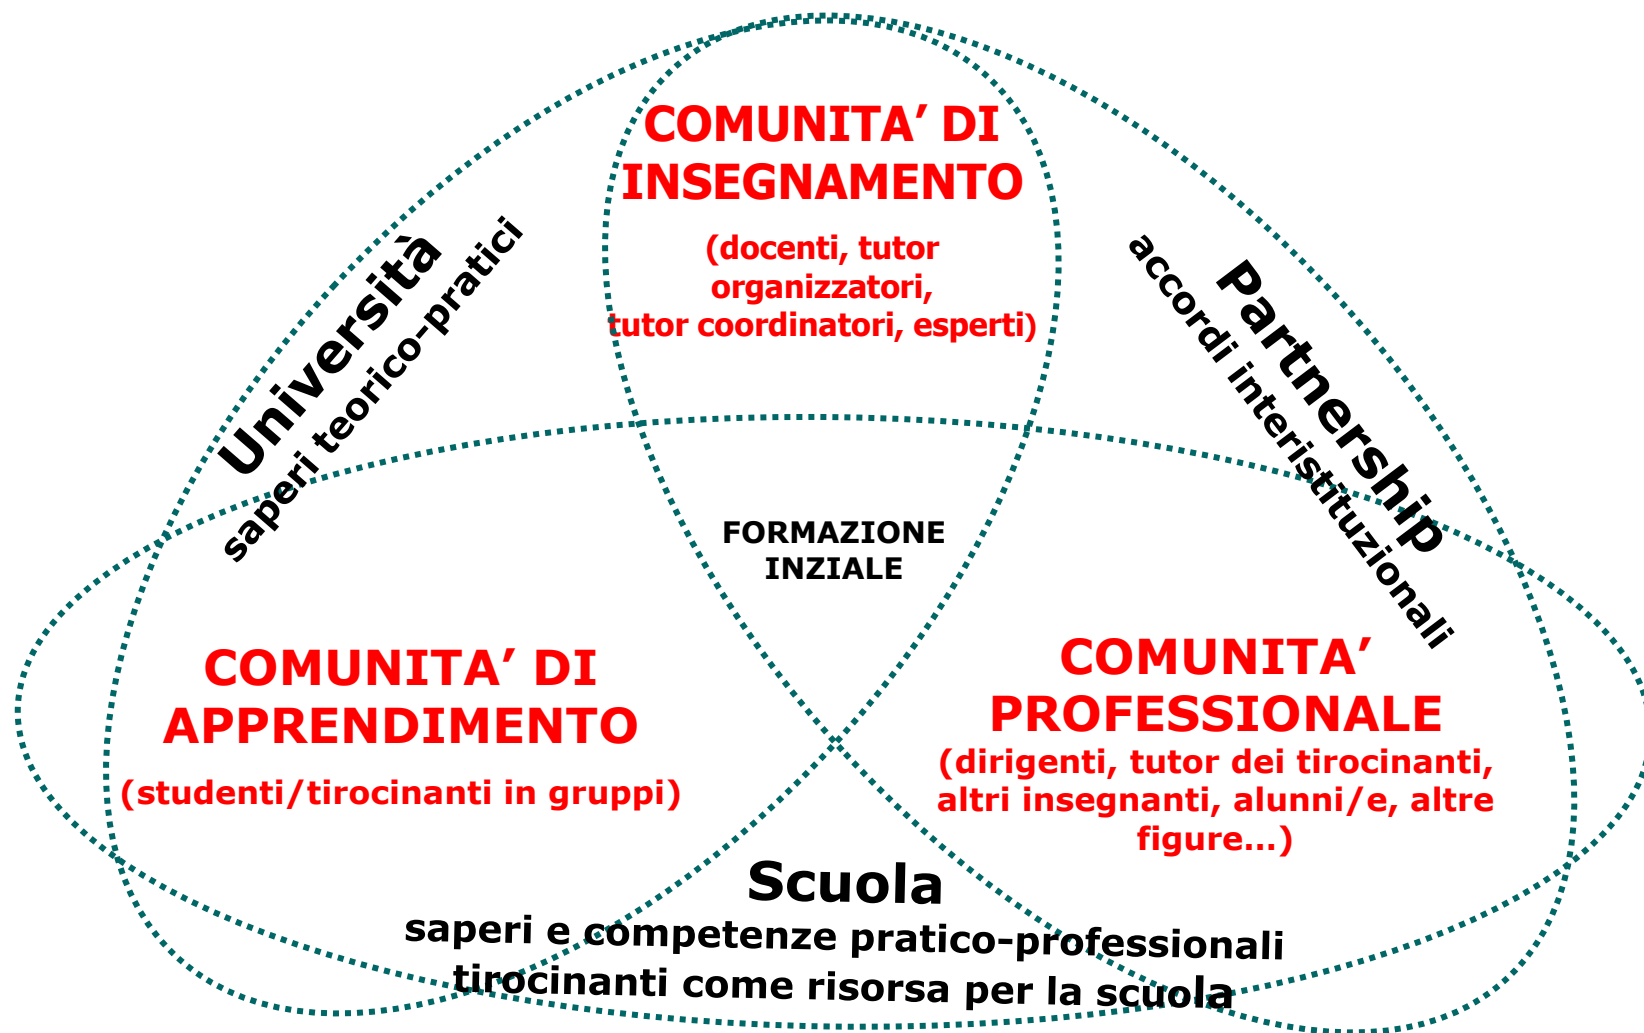 COMUNITA’ DI
INSEGNAMENTO
(docenti, tutor
organizzatori,
tutor coordinatori, esperti)
Università
saperi teorico-pratici
Partnership
accordi interistituzionali
FORMAZIONE
INZIALE
COMUNITA’ DI
APPRENDIMENTO
(studenti/tirocinanti in gruppi)
COMUNITA’
PROFESSIONALE
(dirigenti, tutor dei tirocinanti,
altri insegnanti, alunni/e, altre
figure...)
Scuola
saperi e competenze pratico-professionali
tirocinanti come risorsa per la scuola